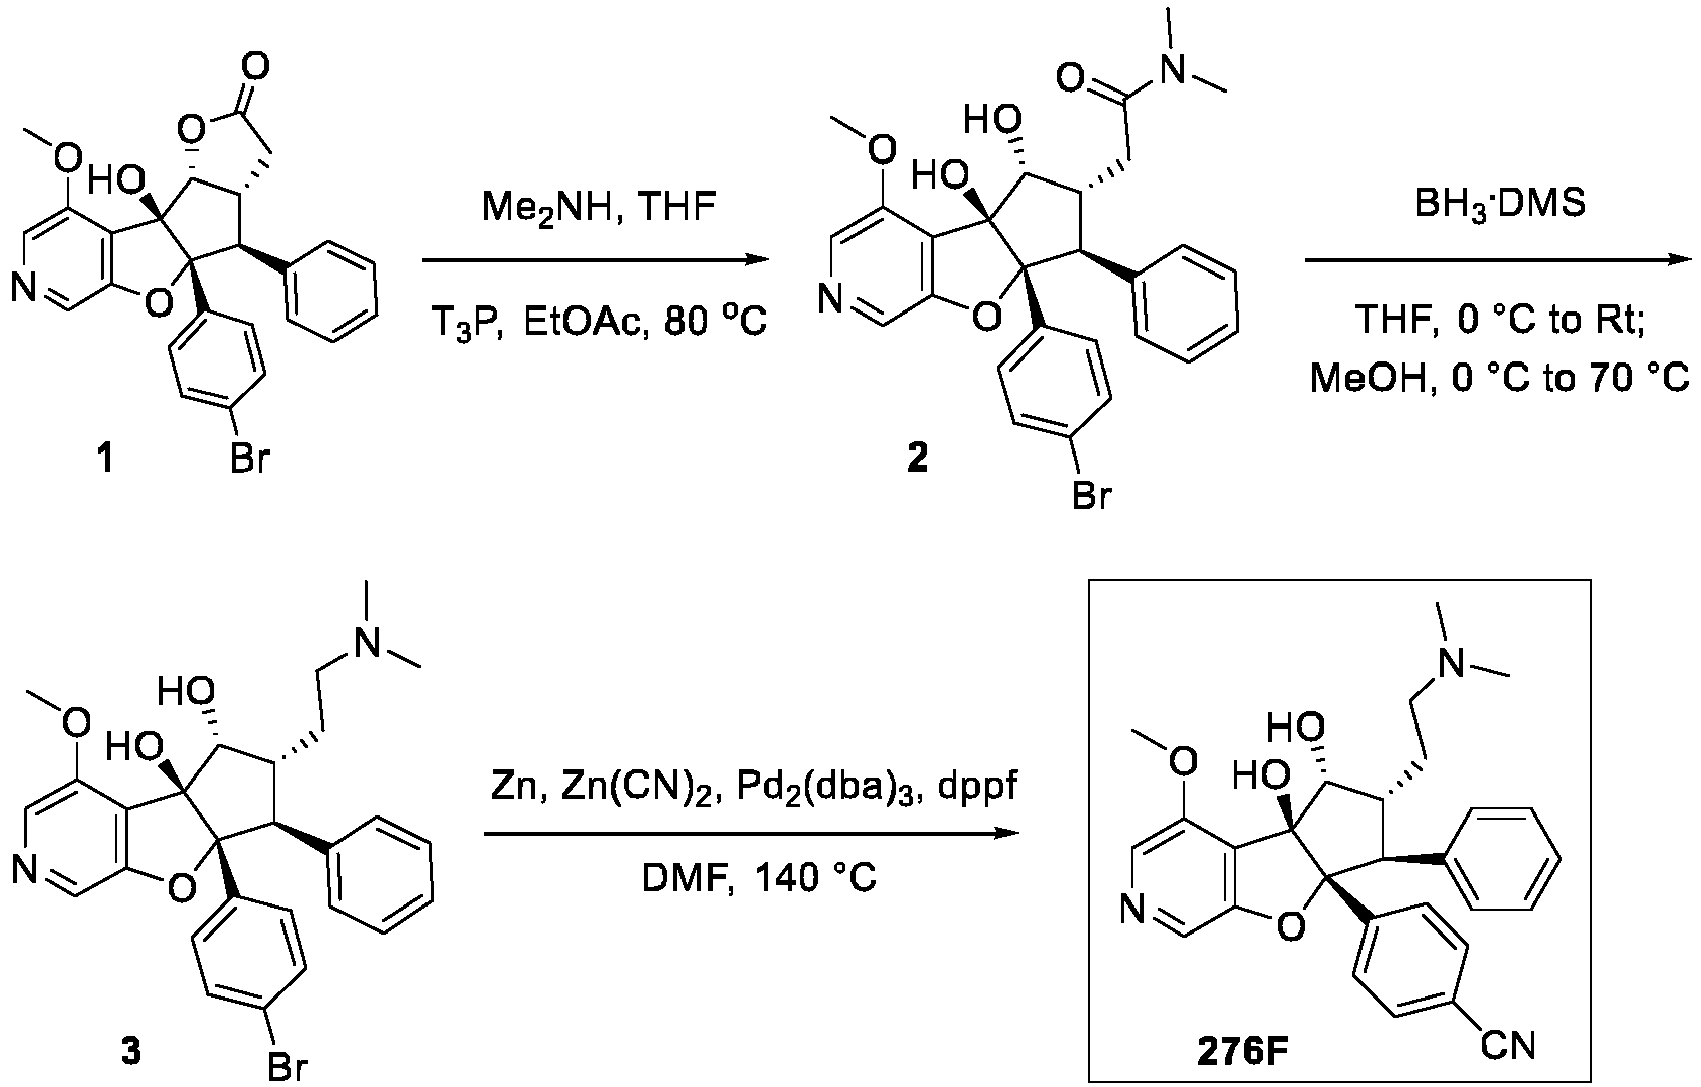 O
O
O
HO
N
O
Br
1
Me₂NH, THF
T₃P, EtOAc, 80 ºC
N
O
HO
O
HO
N
O
Br
2
BH₃·DMS
THF, 0 °C to Rt;
MeOH, 0 °C to 70 °C
N
HO
O
HO
N
O
Br
3
Zn, Zn(CN)₂, Pd₂(dba)₃, dppf
DMF, 140 °C
N
HO
O
HO
N
O
CN
276F